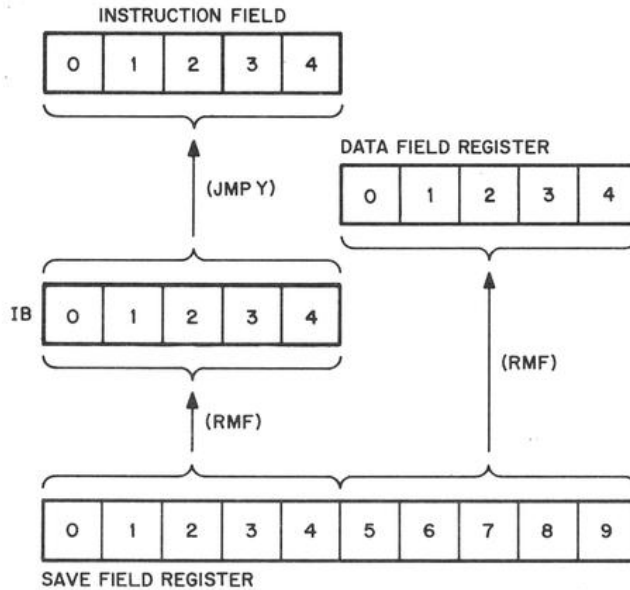 INSTRUCTION FIELD
0 1 2 3 4
DATA FIELD REGISTER
(JMP Y)
0 1 2 3 4
IB 0 1 2 3 4
(RMF)
(RMF)
0 1 2 3 4 5 6 7 8 9
SAVE FIELD REGISTER